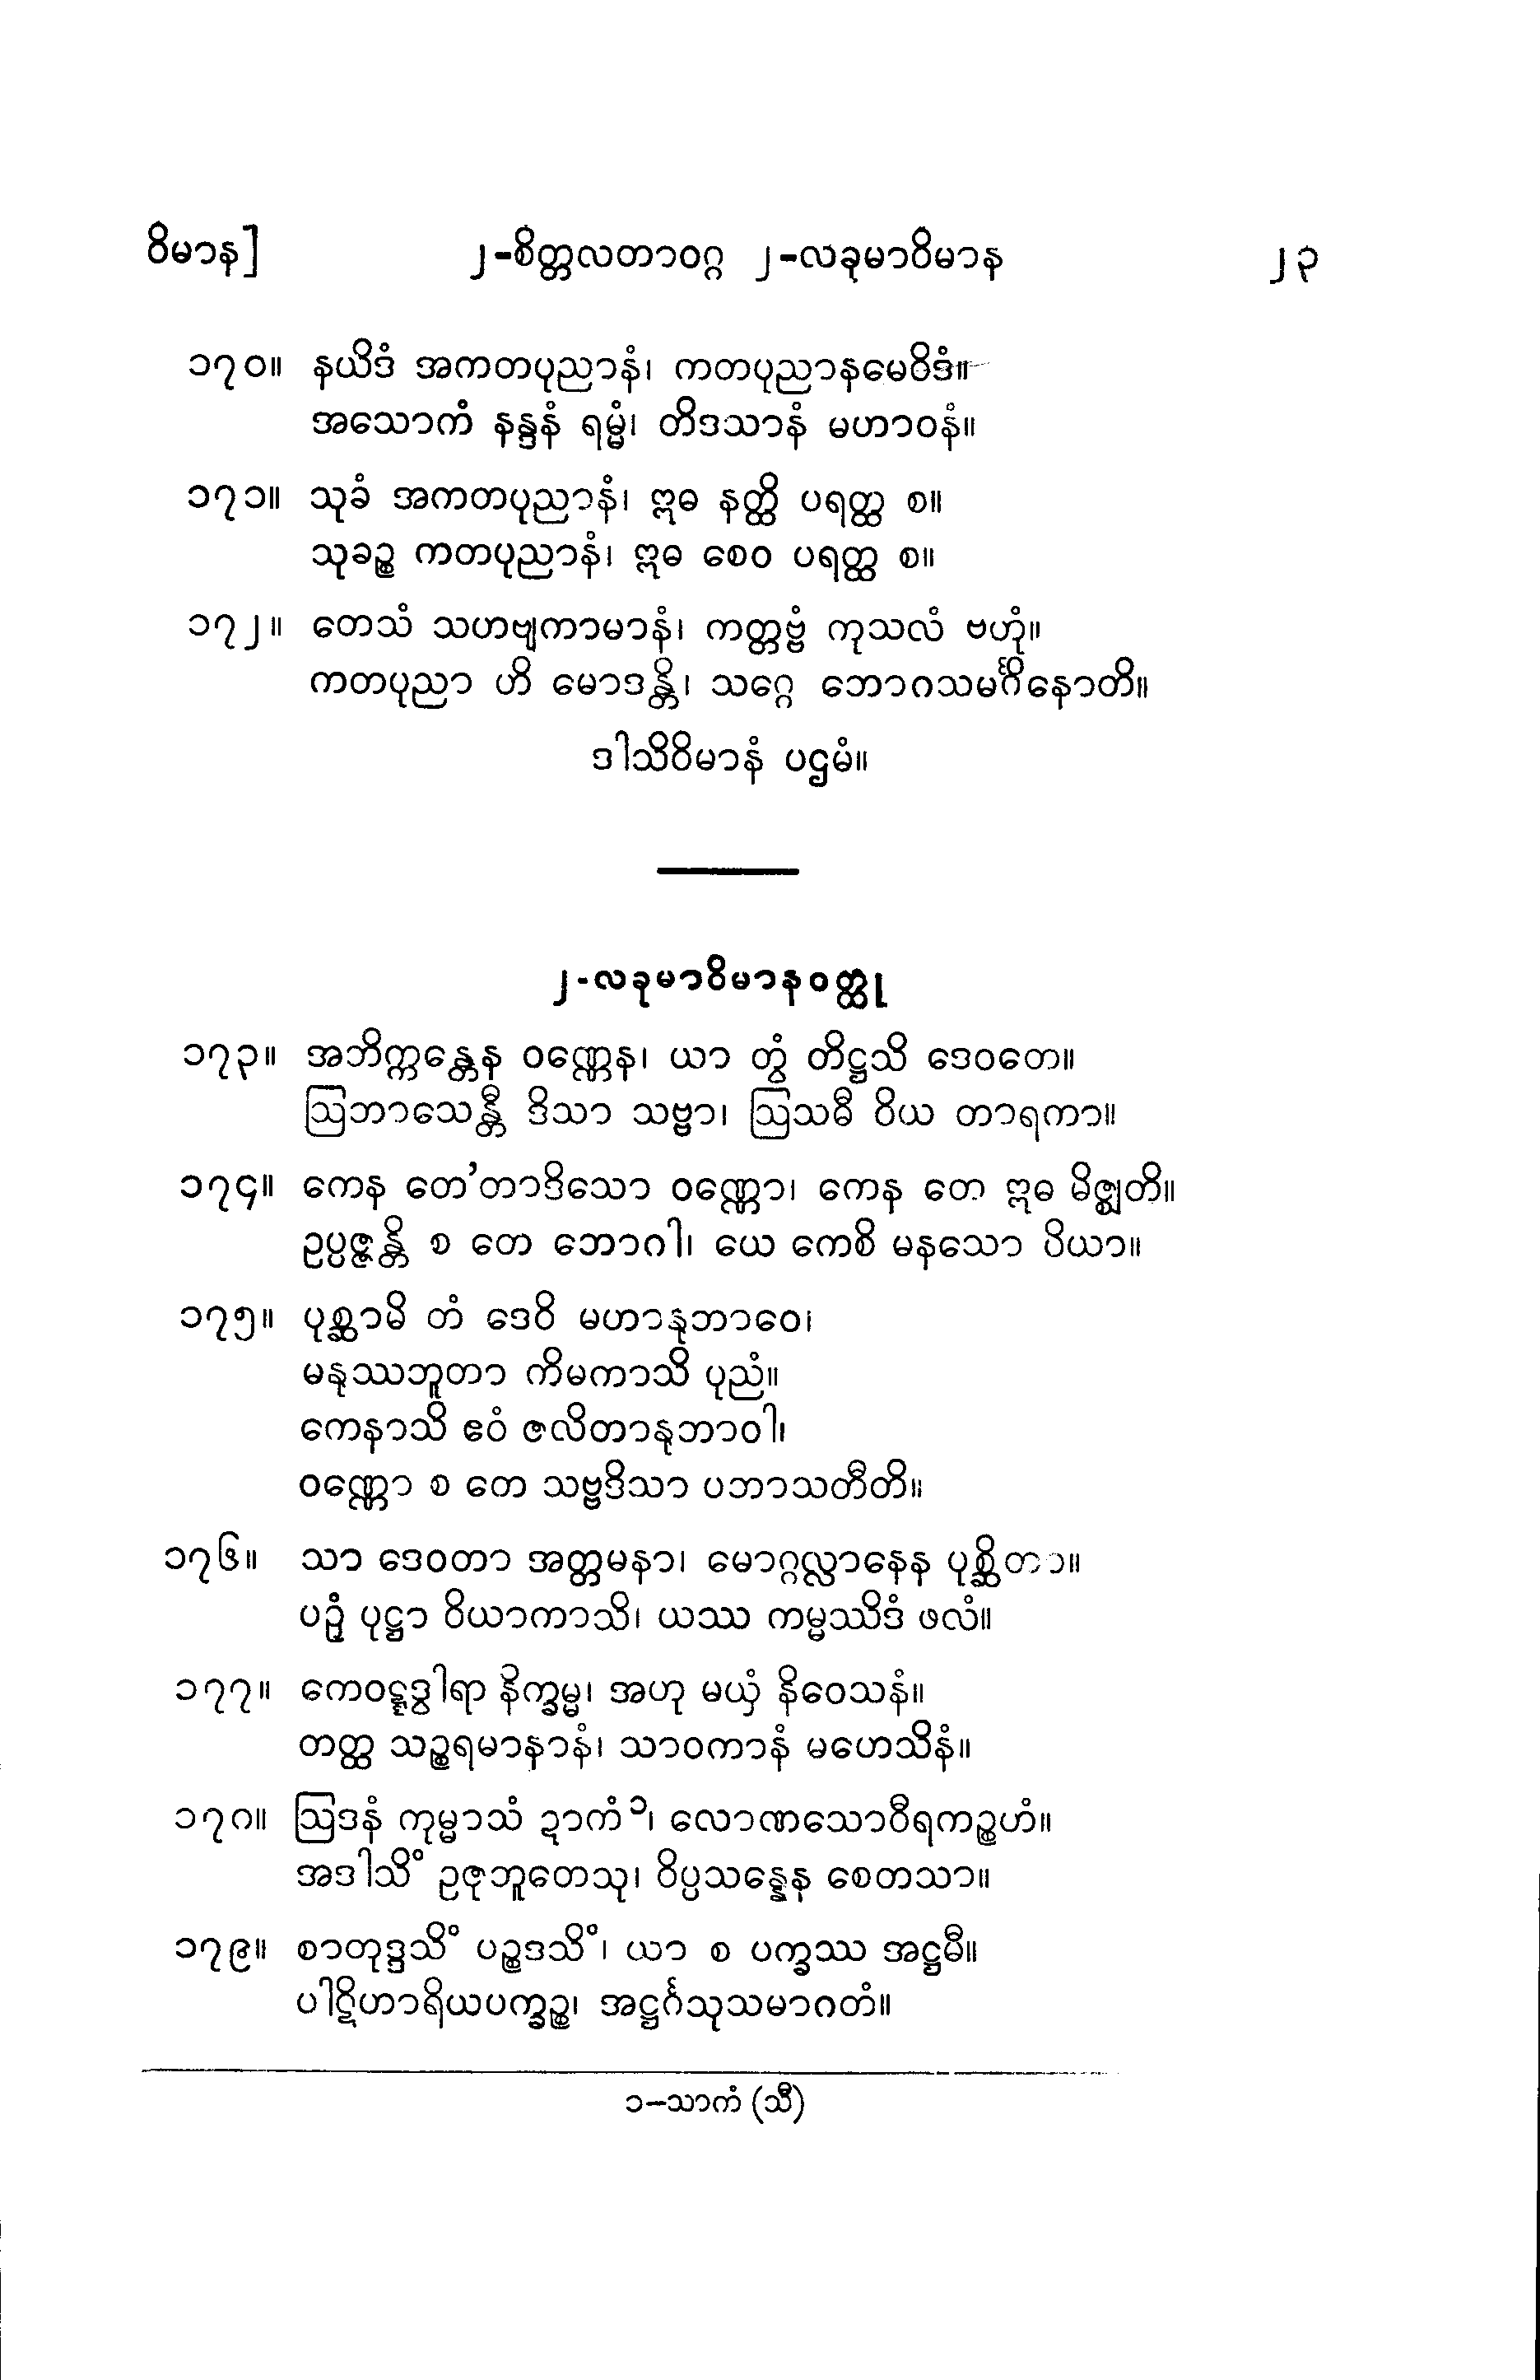 ဝိမာန]	၂-စိတ္တလတာဝဂ္ဂ ၂-လခုမာဝိမာန	၂၃
၁၇၀။ နယိဒံ အကတပုညာနံ၊ ကတပုညာနမေဝိဒံ။
အသောကံ နန္ဒနံ ရမ္မံ၊ တိဒသာနံ မဟာဝနံ။
၁၇၁။ သုခံ အကတပုညာနံ၊ ဣဓ နတ္ထိ ပရတ္ထ စ။
သုခဉ္စ ကတပုညာနံ၊ ဣဓ စေဝ ပရတ္ထ စ။
၁၇၂။ တေသံ သဟဗျကာမာနံ၊ ကတ္တဗ္ဗံ ကုသလံ ဗဟုံ။
ကတပုညာ ဟိ မောဒန္တိ၊ သဂ္ဂေ ဘောဂသမင်္ဂိနောတိ။
ဒါသိဝိမာနံ ပဌမံ။
၂-လခုမာဝိမာနဝတ္ထု
၁၇၃။ အဘိက္ကန္တေန ဝဏ္ဏေန၊ ယာ တွံ တိဋ္ဌသိ ဒေဝတေ။
ဩဘာသေန္တီ ဒိသာ သဗ္ဗာ၊ ဩသဓီ ဝိယ တာရကာ။
၁၇၄။ ကေန တေ'တာဒိသော ဝဏ္ဏော၊ ကေန တေ ဣဓ မိဇ္ဈတိ။
ဥပ္ပဇ္ဇန္တိ စ တေ ဘောဂါ၊ ယေ ကေစိ မနသော ပိယာ။
၁၇၅။ ပုစ္ဆာမိ တံ ဒေဝိ မဟာနုဘာဝေ၊
မနုဿဘူတာ ကိမကာသိ ပုညံ။
ကေနာသိ ဧဝံ ဇလိတာနုဘာဝါ၊
ဝဏ္ဏော စ တေ သဗ္ဗဒိသာ ပဘာသတီတိ။
၁၇၆။ သာ ဒေဝတာ အတ္တမနာ၊ မောဂ္ဂလ္လာနေန ပုစ္ဆိတာ။
ပဉှံ ပုဋ္ဌာ ဝိယာကာသိ၊ ယဿ ကမ္မဿိဒံ ဖလံ။
၁၇၇။ ကေဝဋ္ဋဒွါရာ နိက္ခမ္မ၊ အဟု မယှံ နိဝေသနံ။
တတ္ထ သဉ္စရမာနာနံ၊ သာဝကာနံ မဟေသိနံ။
၁၇၈။ ဩဒနံ ကုမ္မာသံ ဍာကံ၁၊ လောဏသောဝီရကဉ္စဟံ။
အဒါသိံ ဥဇုဘူတေသု၊ ဝိပ္ပသန္နေန စေတသာ။
၁၇၉။ စာတုဒ္ဒသိံ ပဉ္စဒသိံ၊ ယာ စ ပက္ခဿ အဋ္ဌမီ။
ပါဋိဟာရိယပက္ခဉ္စ၊ အဋ္ဌင်္ဂသုသမာဂတံ။
၁-သာကံ (သီ)